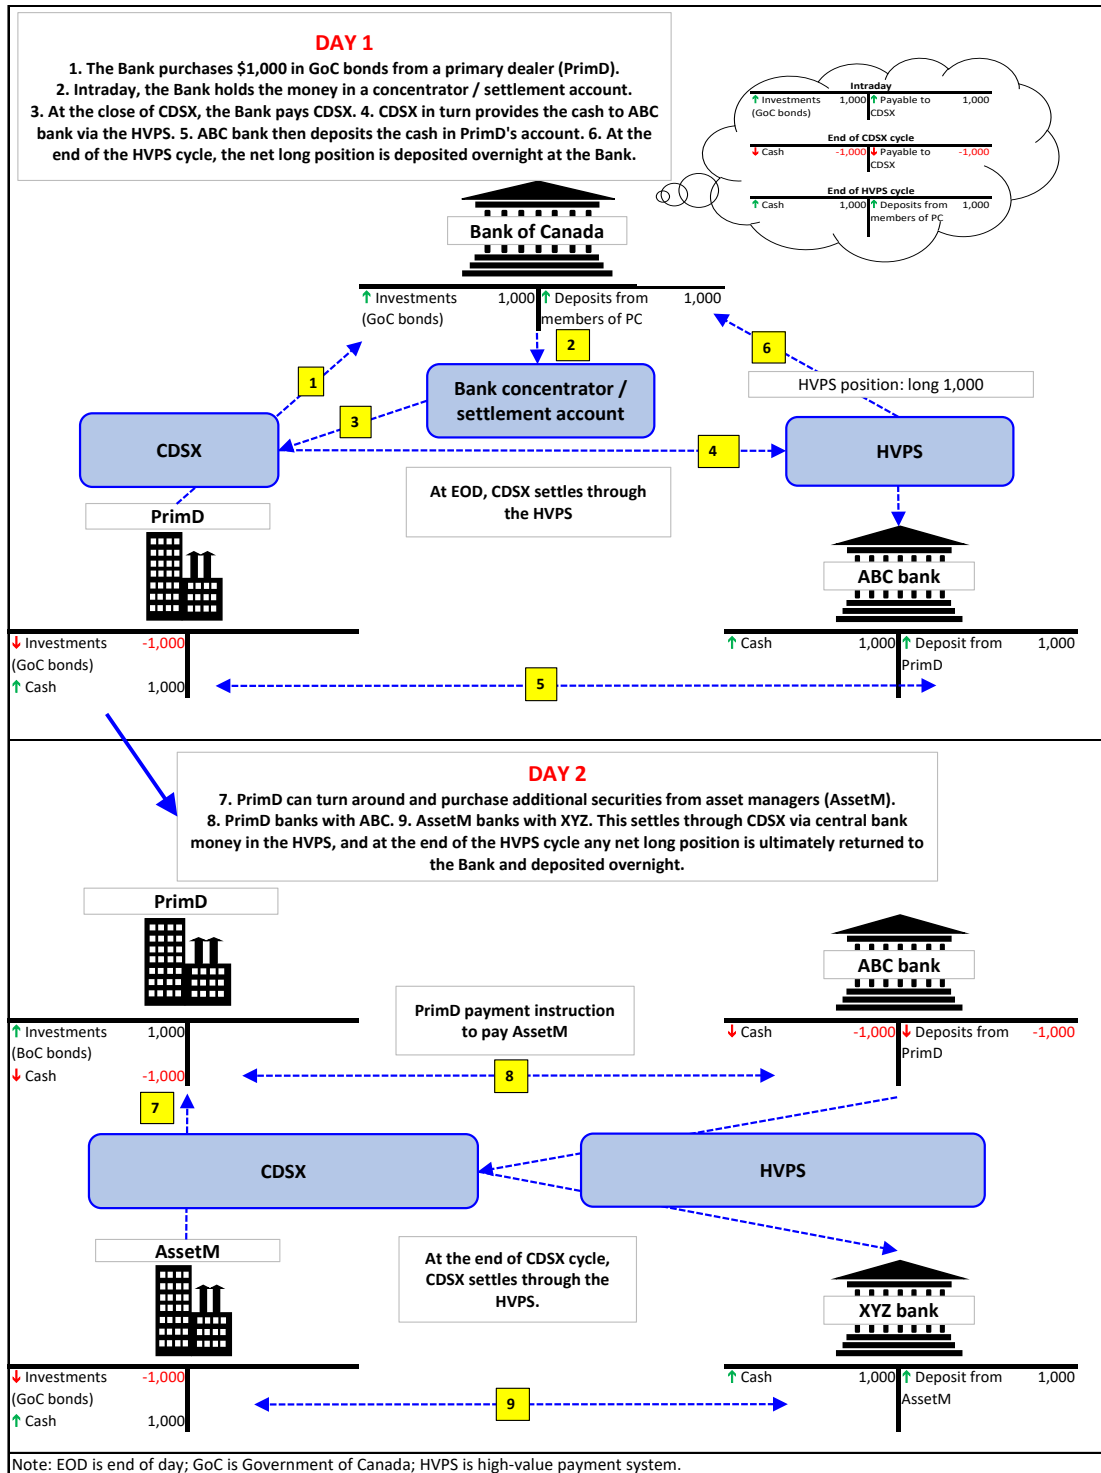 DAY 1
1. The Bank purchases $1,000 in GoC bonds from a primary dealer (PrimD).
2. Intraday, the Bank holds the money in a concentrator / settlement account.
3. At the close of CDSX, the Bank pays CDSX. 4. CDSX in turn provides the cash to ABC
bank via the HVPS. 5. ABC bank then deposits the cash in PrimD's account. 6. At the
end of the HVPS cycle, the net long position is deposited overnight at the Bank.
Intraday
↑ Investments 1,000 ↑ Payable to 1,000
(GoC bonds) CDSX
End of CDSX cycle
↓ Cash -1,000 ↓ Payable to -1,000
CDSX
End of HVPS cycle
↑ Cash 1,000 ↑ Deposits from 1,000
members of PC
Bank of Canada
↑ Investments 1,000 ↑ Deposits from 1,000
(GoC bonds) members of PC
2
6
1
HVPS position: long 1,000
Bank concentrator /
settlement account
3
CDSX
4
HVPS
At EOD, CDSX settles through
the HVPS
PrimD
ABC bank
↓ Investments -1,000
(GoC bonds)
↑ Cash 1,000
↑ Cash 1,000 ↑ Deposit from 1,000
PrimD
5
DAY 2
7. PrimD can turn around and purchase additional securities from asset managers (AssetM).
8. PrimD banks with ABC. 9. AssetM banks with XYZ. This settles through CDSX via central bank
money in the HVPS, and at the end of the HVPS cycle any net long position is ultimately returned to
the Bank and deposited overnight.
PrimD
ABC bank
PrimD payment instruction
to pay AssetM
↑ Investments 1,000
(BoC bonds)
↓ Cash -1,000
↓ Cash -1,000 ↓ Deposits from -1,000
PrimD
8
7
CDSX
HVPS
AssetM
At the end of CDSX cycle,
CDSX settles through the
HVPS.
XYZ bank
↓ Investments -1,000
(GoC bonds)
↑ Cash 1,000
↑ Cash 1,000 ↑ Deposit from 1,000
AssetM
9
Note: EOD is end of day; GoC is Government of Canada; HVPS is high-value payment system.